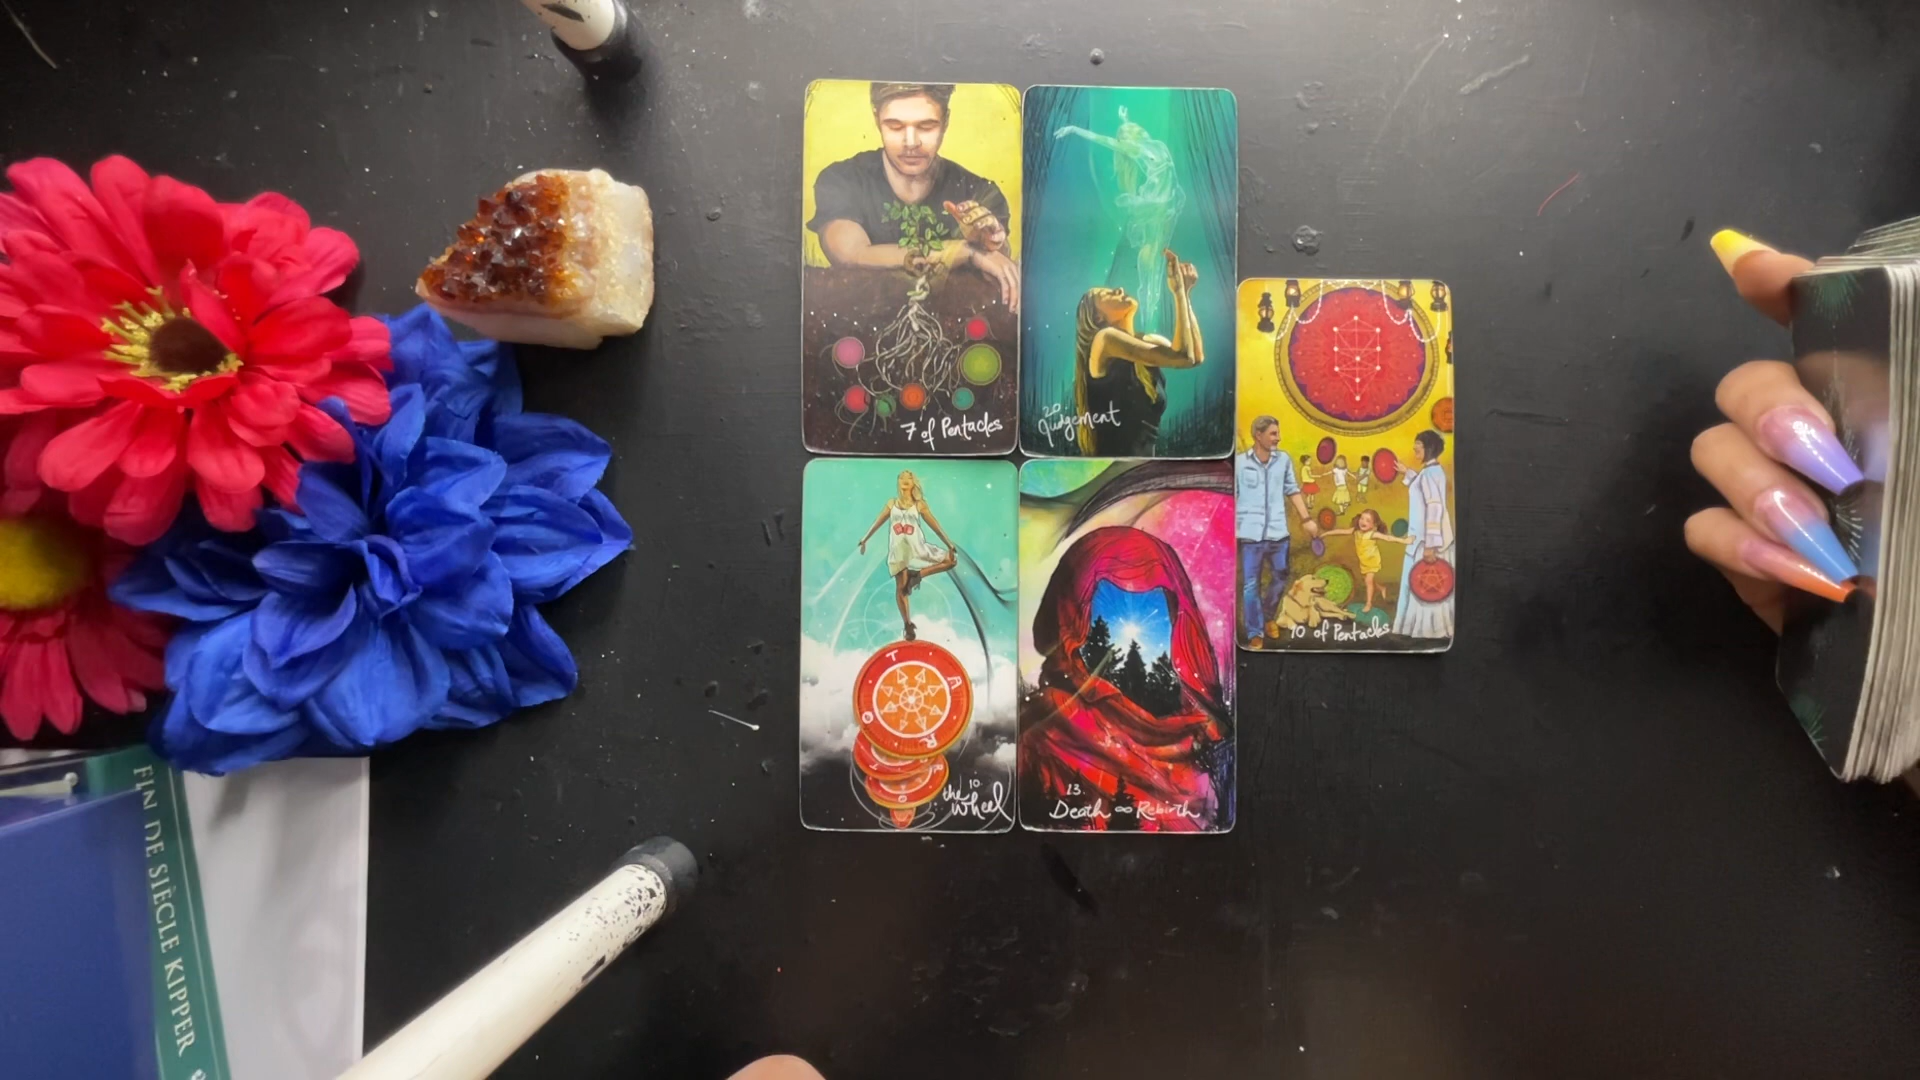 7 of Pentacles
20
Judgement
10 of Pentacles
T A R O
10
the Wheel
13.
Death ∞ Rebirth
FIN DE SIÈCLE KIPPER